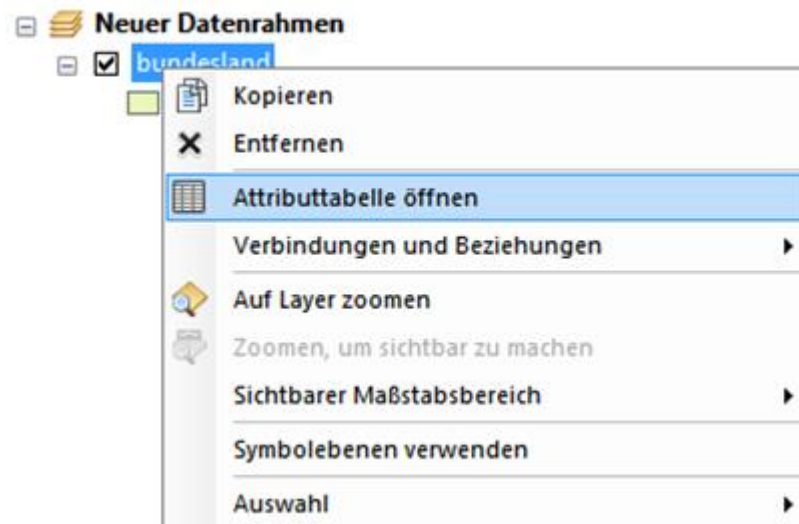 Neuer Datenrahmen
bundesland
Kopieren
Entfernen
Attributtabelle öffnen
Verbindungen und Beziehungen
Auf Layer zoomen
Zoomen, um sichtbar zu machen
Sichtbarer Maßstabsbereich
Symbolebenen verwenden
Auswahl